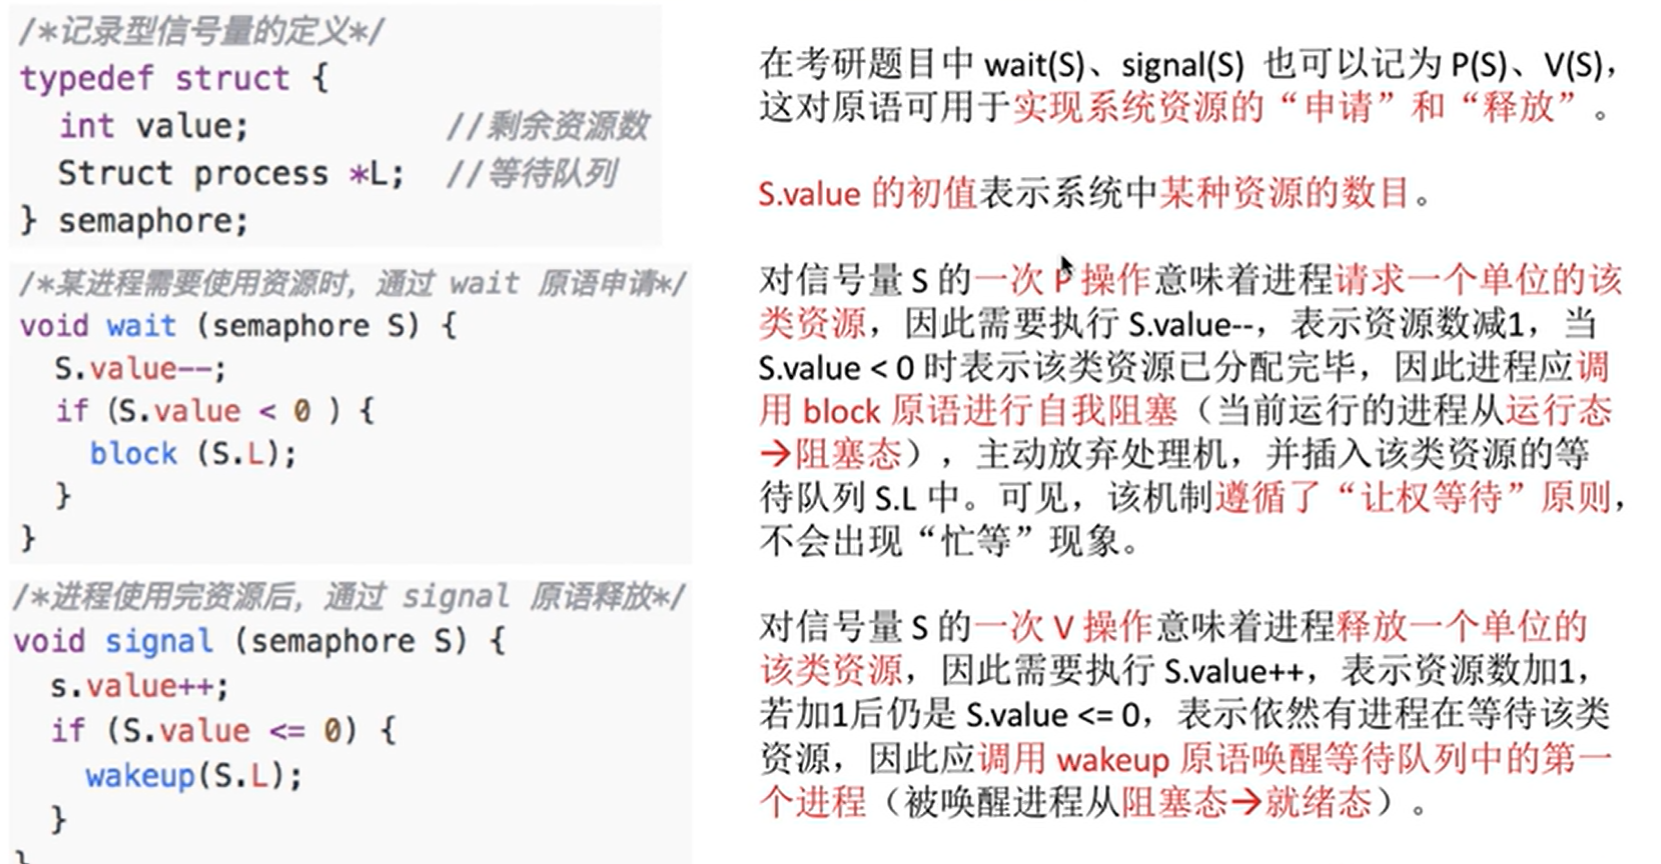 /*记录型信号量的定义*/
typedef struct {
int value; //剩余资源数
Struct process *L; //等待队列
} semaphore;
/*某进程需要使用资源时，通过 wait 原语申请*/
void wait (semaphore S) {
S.value--;
if (S.value < 0 ) {
block (S.L);
}
}
/*进程使用完资源后，通过 signal 原语释放*/
void signal (semaphore S) {
s.value++;
if (S.value <= 0) {
wakeup(S.L);
}
}
在考研题目中 wait(S)、signal(S) 也可以记为 P(S)、V(S)，
这对原语可用于实现系统资源的“申请”和“释放”。
S.value 的初值表示系统中某种资源的数目。
对信号量 S 的一次 P 操作意味着进程请求一个单位的该
类资源，因此需要执行 S.value--，表示资源数减1，当
S.value < 0 时表示该类资源已分配完毕，因此进程应调
用 block 原语进行自我阻塞（当前运行的进程从运行态
→阻塞态），主动放弃处理机，并插入该类资源的等
待队列 S.L 中。可见，该机制遵循了“让权等待”原则，
不会出现“忙等”现象。
对信号量 S 的一次 V 操作意味着进程释放一个单位的
该类资源，因此需要执行 S.value++，表示资源数加1，
若加1后仍是 S.value <= 0，表示依然有进程在等待该类
资源，因此应调用 wakeup 原语唤醒等待队列中的第一
个进程（被唤醒进程从阻塞态→就绪态）。